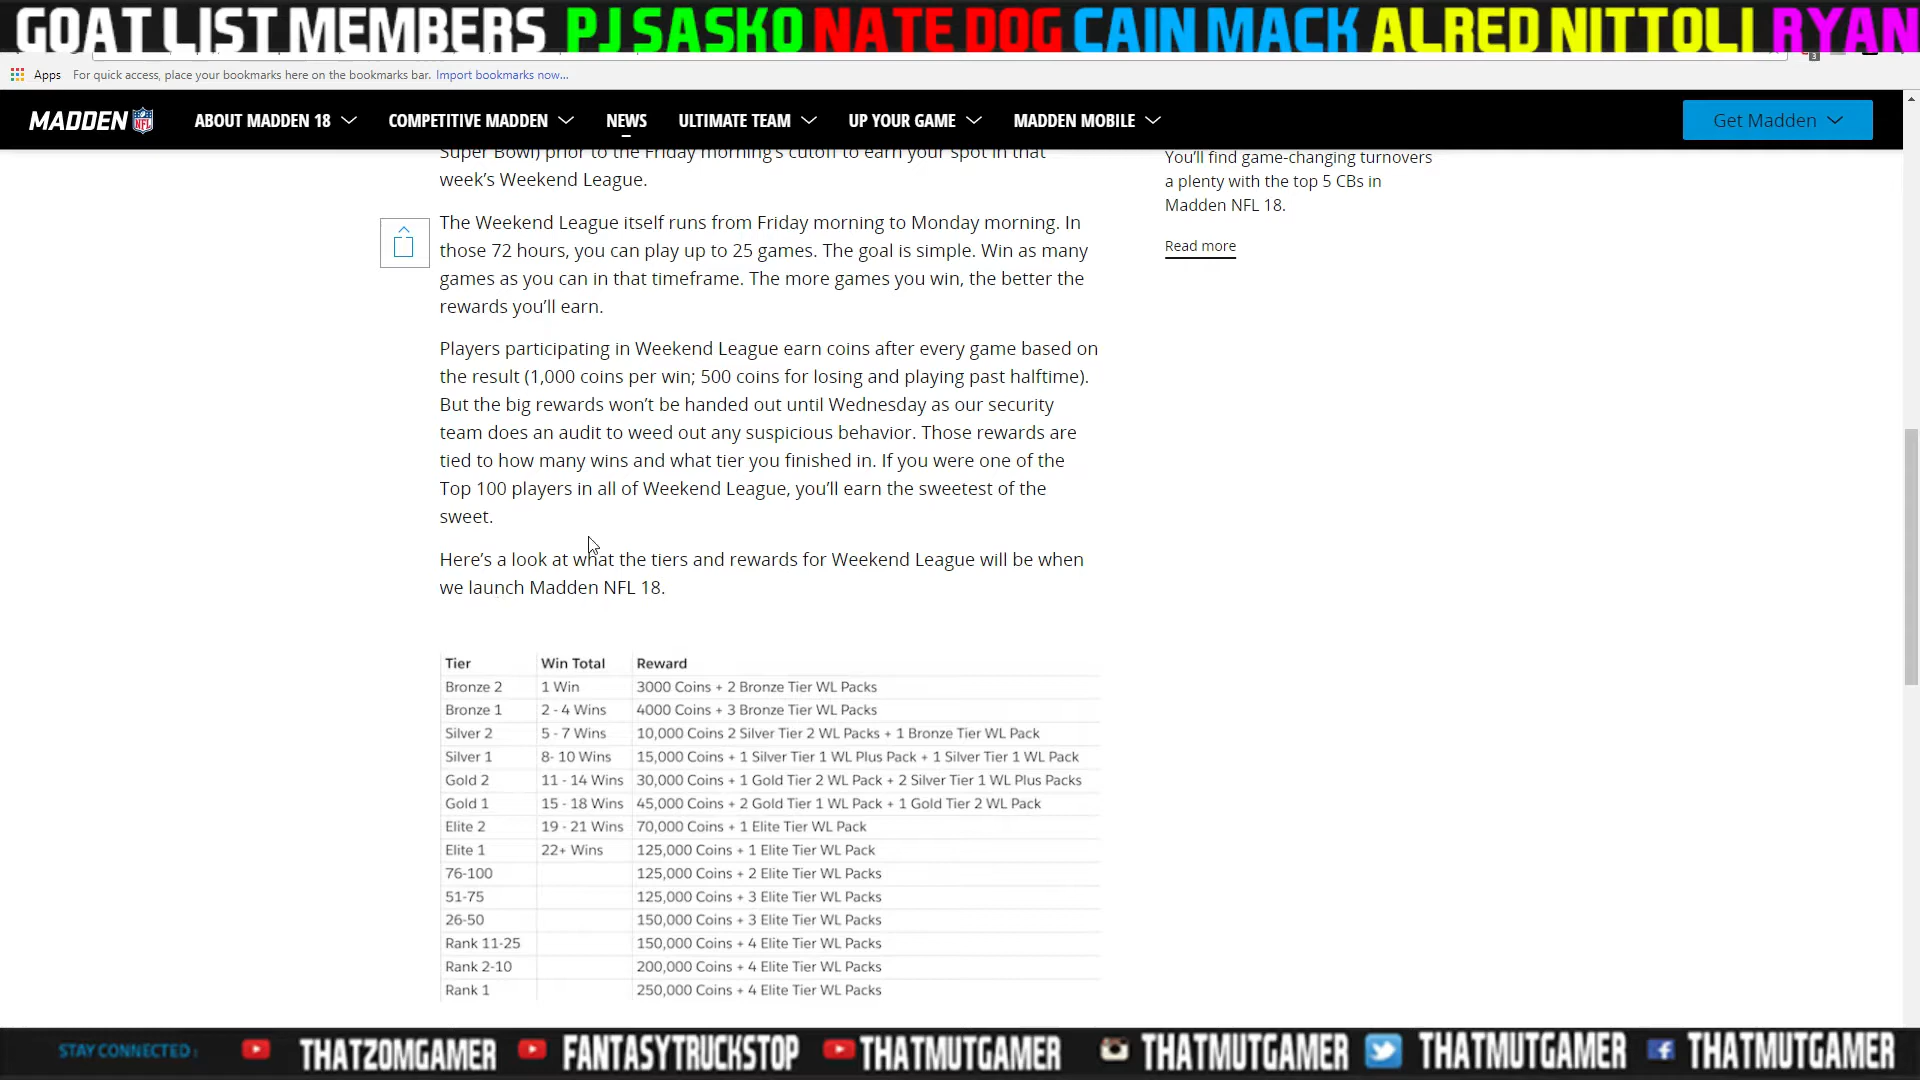 GOAT LIST MEMBERS PJ SASKO NATE DOG CAIN MACK ALRED NITTOLI RYAN
Apps For quick access, place your bookmarks here on the bookmarks bar. Import bookmarks now...
3
MADDEN NFL ABOUT MADDEN 18 COMPETITIVE MADDEN NEWS ULTIMATE TEAM UP YOUR GAME MADDEN MOBILE Get Madden
Super Bowl) prior to the Friday morning's cutoff to earn your spot in that
week's Weekend League.
The Weekend League itself runs from Friday morning to Monday morning. In
those 72 hours, you can play up to 25 games. The goal is simple. Win as many
games as you can in that timeframe. The more games you win, the better the
rewards you'll earn.
Players participating in Weekend League earn coins after every game based on
the result (1,000 coins per win; 500 coins for losing and playing past halftime).
But the big rewards won't be handed out until Wednesday as our security
team does an audit to weed out any suspicious behavior. Those rewards are
tied to how many wins and what tier you finished in. If you were one of the
Top 100 players in all of Weekend League, you'll earn the sweetest of the
sweet.
Here's a look at what the tiers and rewards for Weekend League will be when
we launch Madden NFL 18.
Tier Win Total Reward
Bronze 2 1 Win 3000 Coins + 2 Bronze Tier WL Packs
Bronze 1 2 - 4 Wins 4000 Coins + 3 Bronze Tier WL Packs
Silver 2 5 - 7 Wins 10,000 Coins 2 Silver Tier 2 WL Packs + 1 Bronze Tier WL Pack
Silver 1 8- 10 Wins 15,000 Coins + 1 Silver Tier 1 WL Plus Pack + 1 Silver Tier 1 WL Pack
Gold 2 11 - 14 Wins 30,000 Coins + 1 Gold Tier 2 WL Pack + 2 Silver Tier 1 WL Plus Packs
Gold 1 15 - 18 Wins 45,000 Coins + 2 Gold Tier 1 WL Pack + 1 Gold Tier 2 WL Pack
Elite 2 19 - 21 Wins 70,000 Coins + 1 Elite Tier WL Pack
Elite 1 22+ Wins 125,000 Coins + 1 Elite Tier WL Pack
76-100 125,000 Coins + 2 Elite Tier WL Packs
51-75 125,000 Coins + 3 Elite Tier WL Packs
26-50 150,000 Coins + 3 Elite Tier WL Packs
Rank 11-25 150,000 Coins + 4 Elite Tier WL Packs
Rank 2-10 200,000 Coins + 4 Elite Tier WL Packs
Rank 1 250,000 Coins + 4 Elite Tier WL Packs
You'll find game-changing turnovers
a plenty with the top 5 CBs in
Madden NFL 18.
Read more
STAY CONNECTED : THATZOMGAMER FANTASYTRUCKSTOP THATMUTGAMER THATMUTGAMER THATMUTGAMER THATMUTGAMER